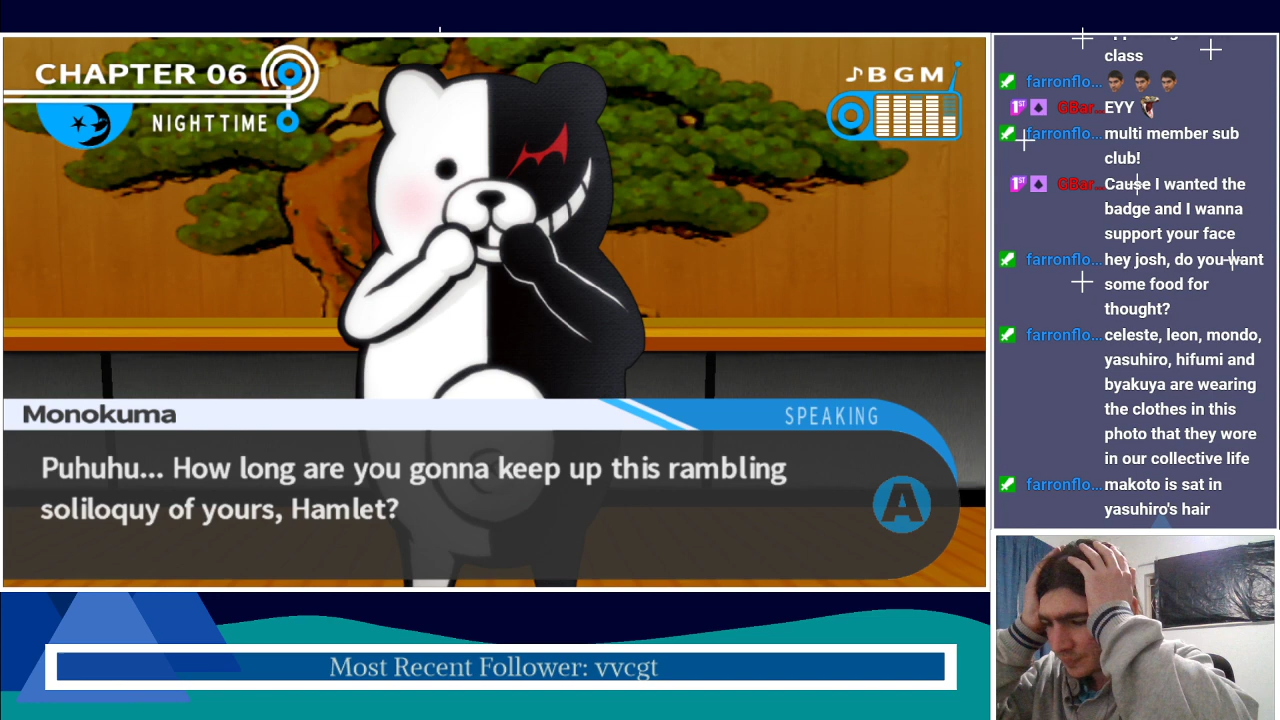 CHAPTER 06
NIGHTTIME
♪BGM
Monokuma
SPEAKING
Puhuhu... How long are you gonna keep up this rambling
soliloquy of yours, Hamlet?
A
Most Recent Follower: vvcgt
class
farronflo...
1ST GBar... EYY
farronflo... multi member sub
club!
1ST GBar... Cause I wanted the
badge and I wanna
support your face
farronflo... hey josh, do you want
some food for
thought?
farronflo... celeste, leon, mondo,
yasuhiro, hifumi and
byakuya are wearing
the clothes in this
photo that they wore
in our collective life
farronflo... makoto is sat in
yasuhiro's hair